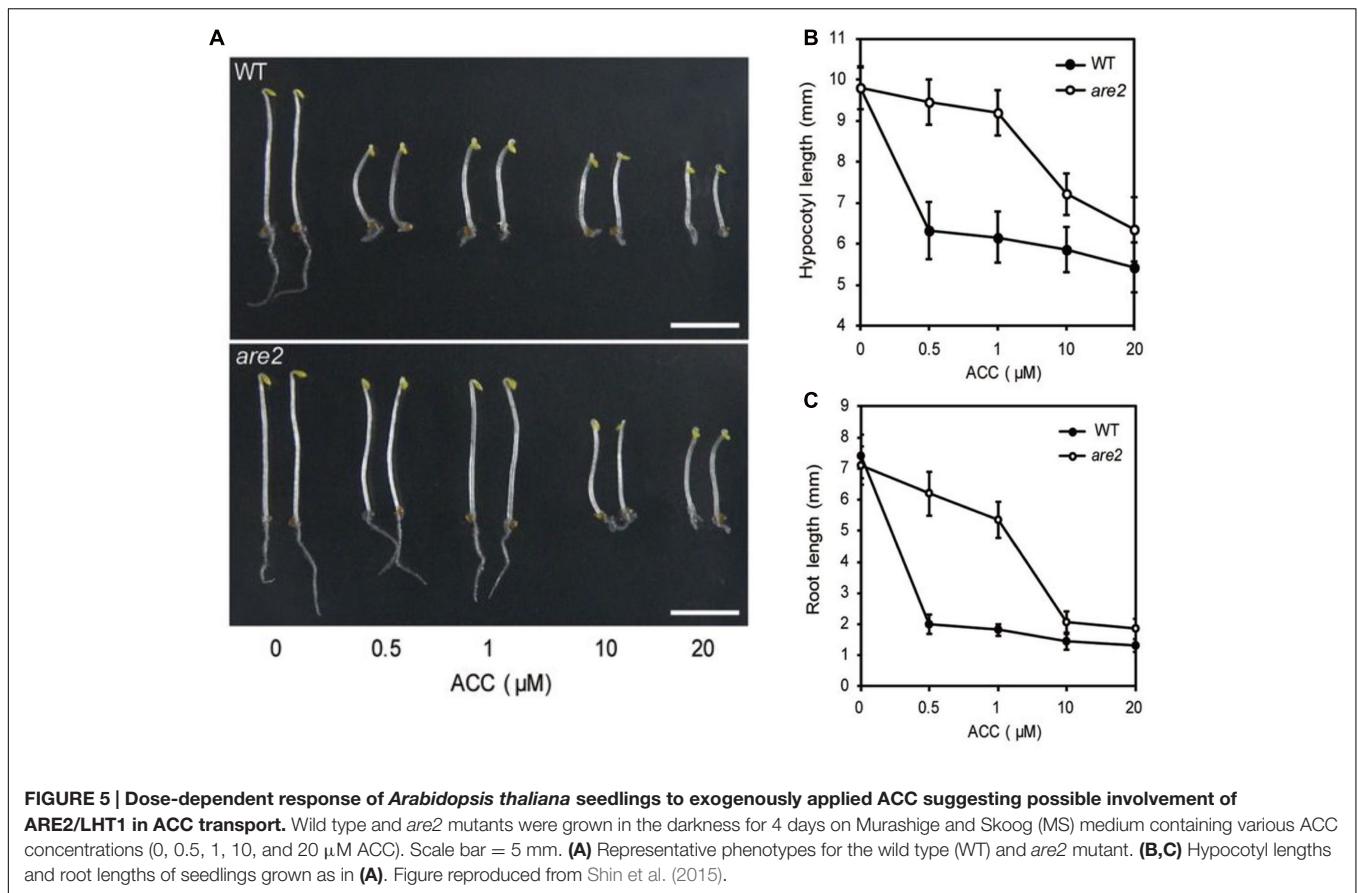 A
WT
are2
0 0.5 1 10 20
ACC ( µM)
B
11
10
9
8
7
6
5
4
Hypocotyl length (mm)
WT
are2
0 0.5 1 10 20
ACC ( µM)
C
9
8
7
6
5
4
3
2
1
0
Root length (mm)
WT
are2
0 0.5 1 10 20
ACC ( µM)
FIGURE 5 | Dose-dependent response of Arabidopsis thaliana seedlings to exogenously applied ACC suggesting possible involvement of
ARE2/LHT1 in ACC transport. Wild type and are2 mutants were grown in the darkness for 4 days on Murashige and Skoog (MS) medium containing various ACC
concentrations (0, 0.5, 1, 10, and 20 µM ACC). Scale bar = 5 mm. (A) Representative phenotypes for the wild type (WT) and are2 mutant. (B,C) Hypocotyl lengths
and root lengths of seedlings grown as in (A). Figure reproduced from Shin et al. (2015).